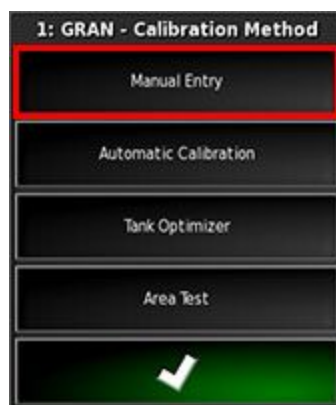 1: GRAN - Calibration Method
Manual Entry
Automatic Calibration
Tank Optimizer
Area Test